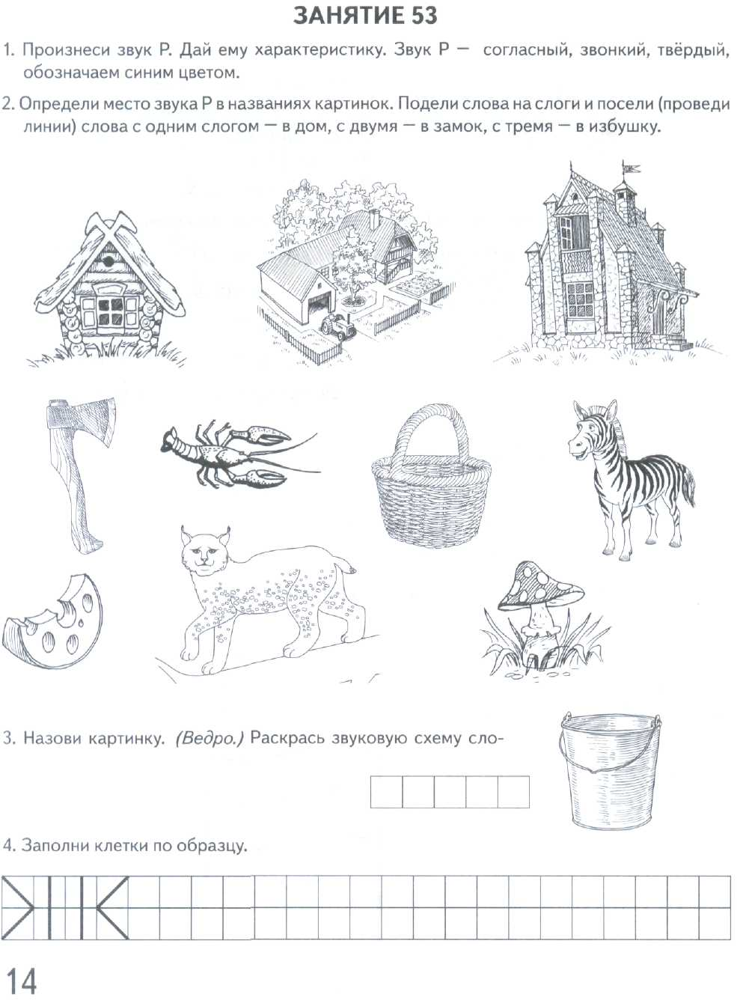 ЗАНЯТИЕ 53
1. Произнеси звук Р. Дай ему характеристику. Звук Р — согласный, звонкий, твёрдый,
обозначаем синим цветом.
2. Определи место звука Р в названиях картинок. Подели слова на слоги и посели (проведи
линии) слова с одним слогом — в дом, с двумя — в замок, с тремя — в избушку.
3. Назови картинку. (Ведро.) Раскрась звуковую схему сло-
4. Заполни клетки по образцу.
14